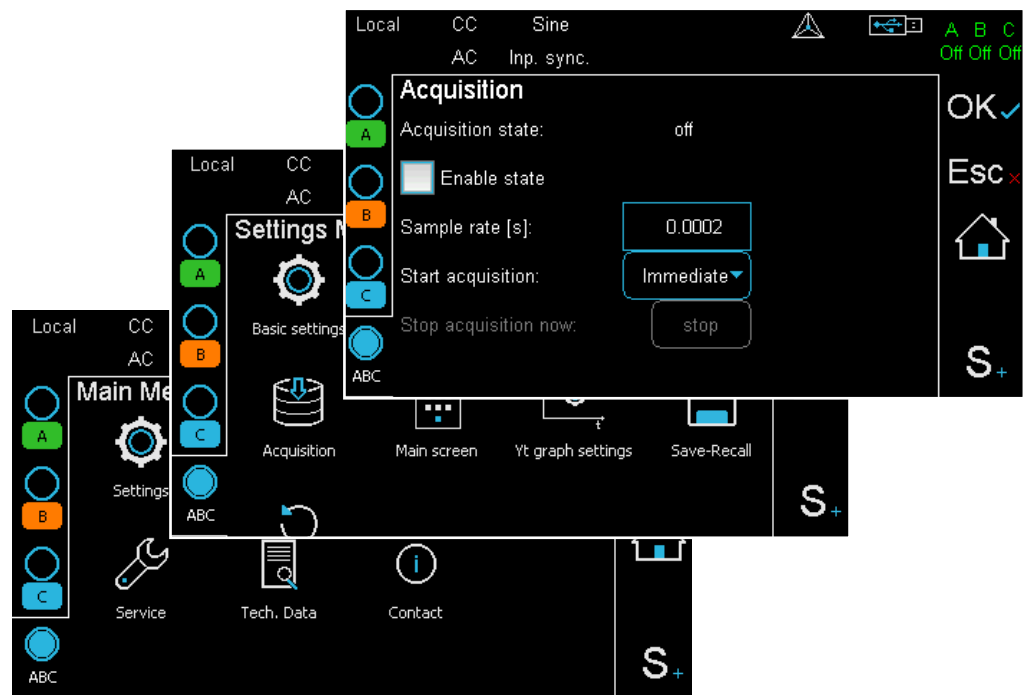 Local CC Sine
AC Inp. sync.
A B C
Off Off Off
Acquisition
Acquisition state: off
Enable state
Sample rate [s]: 0.0002
Start acquisition: Immediate
Stop acquisition now: stop
A
B
C
ABC
OK
Esc
S+
Local CC
AC
Settings M
Basic settings
Acquisition
Main screen
Yt graph settings
t
Save-Recall
A
B
C
ABC
S+
Local CC
AC
Main Me
Settings
Service
Tech. Data
Contact
A
B
C
ABC
S+